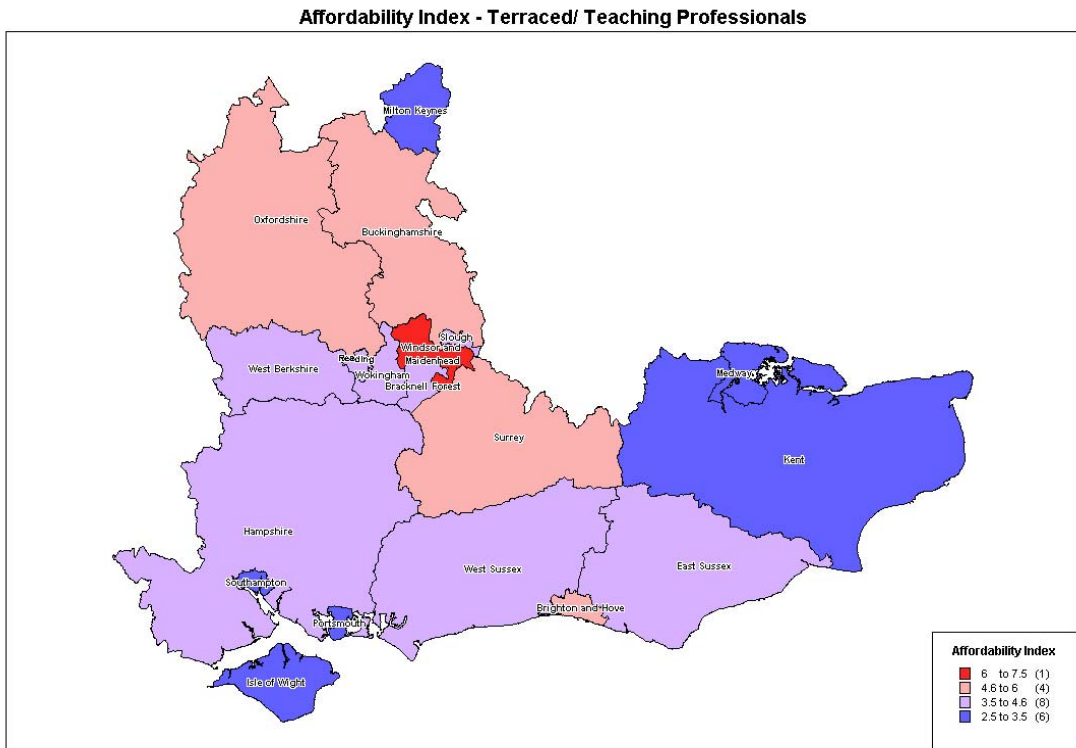 Affordability Index - Terraced/ Teaching Professionals
Milton Keynes
Oxfordshire
Buckinghamshire
Slough
Windsor and
Maidenhead
Reading
West Berkshire
Wokingham
Bracknell Forest
Medway
Surrey
Kent
Hampshire
West Sussex
East Sussex
Southampton
Brighton and Hove
Portsmouth
Isle of Wight
Affordability Index
6 to 7.5 (1)
4.6 to 6 (4)
3.5 to 4.6 (8)
2.5 to 3.5 (6)